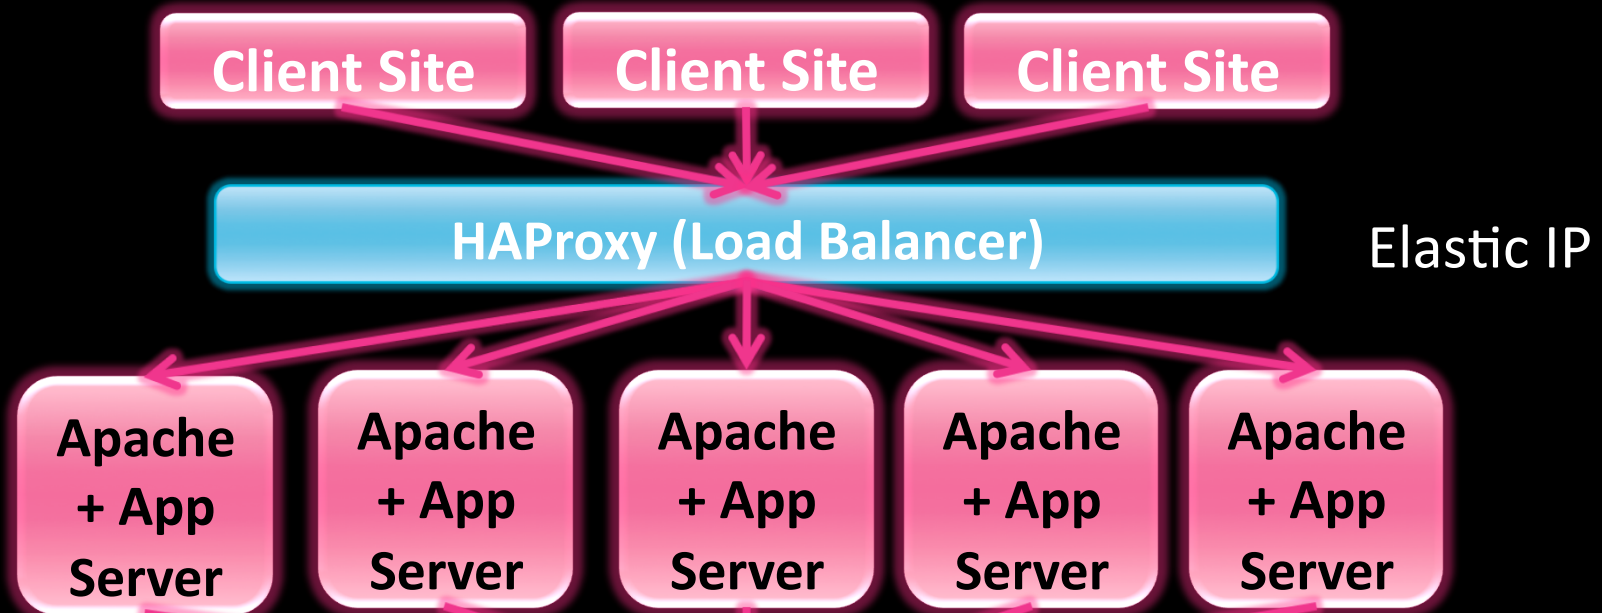 Client Site
Client Site
Client Site
HAProxy (Load Balancer)
Elastic IP
Apache
+ App
Server
Apache
+ App
Server
Apache
+ App
Server
Apache
+ App
Server
Apache
+ App
Server